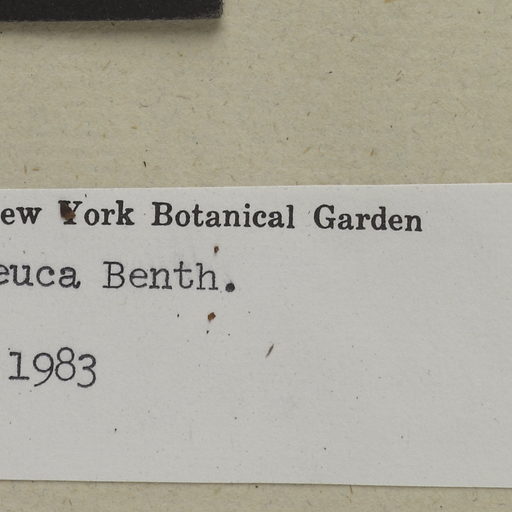 ew York Botanical Garden
euca Benth.
1983